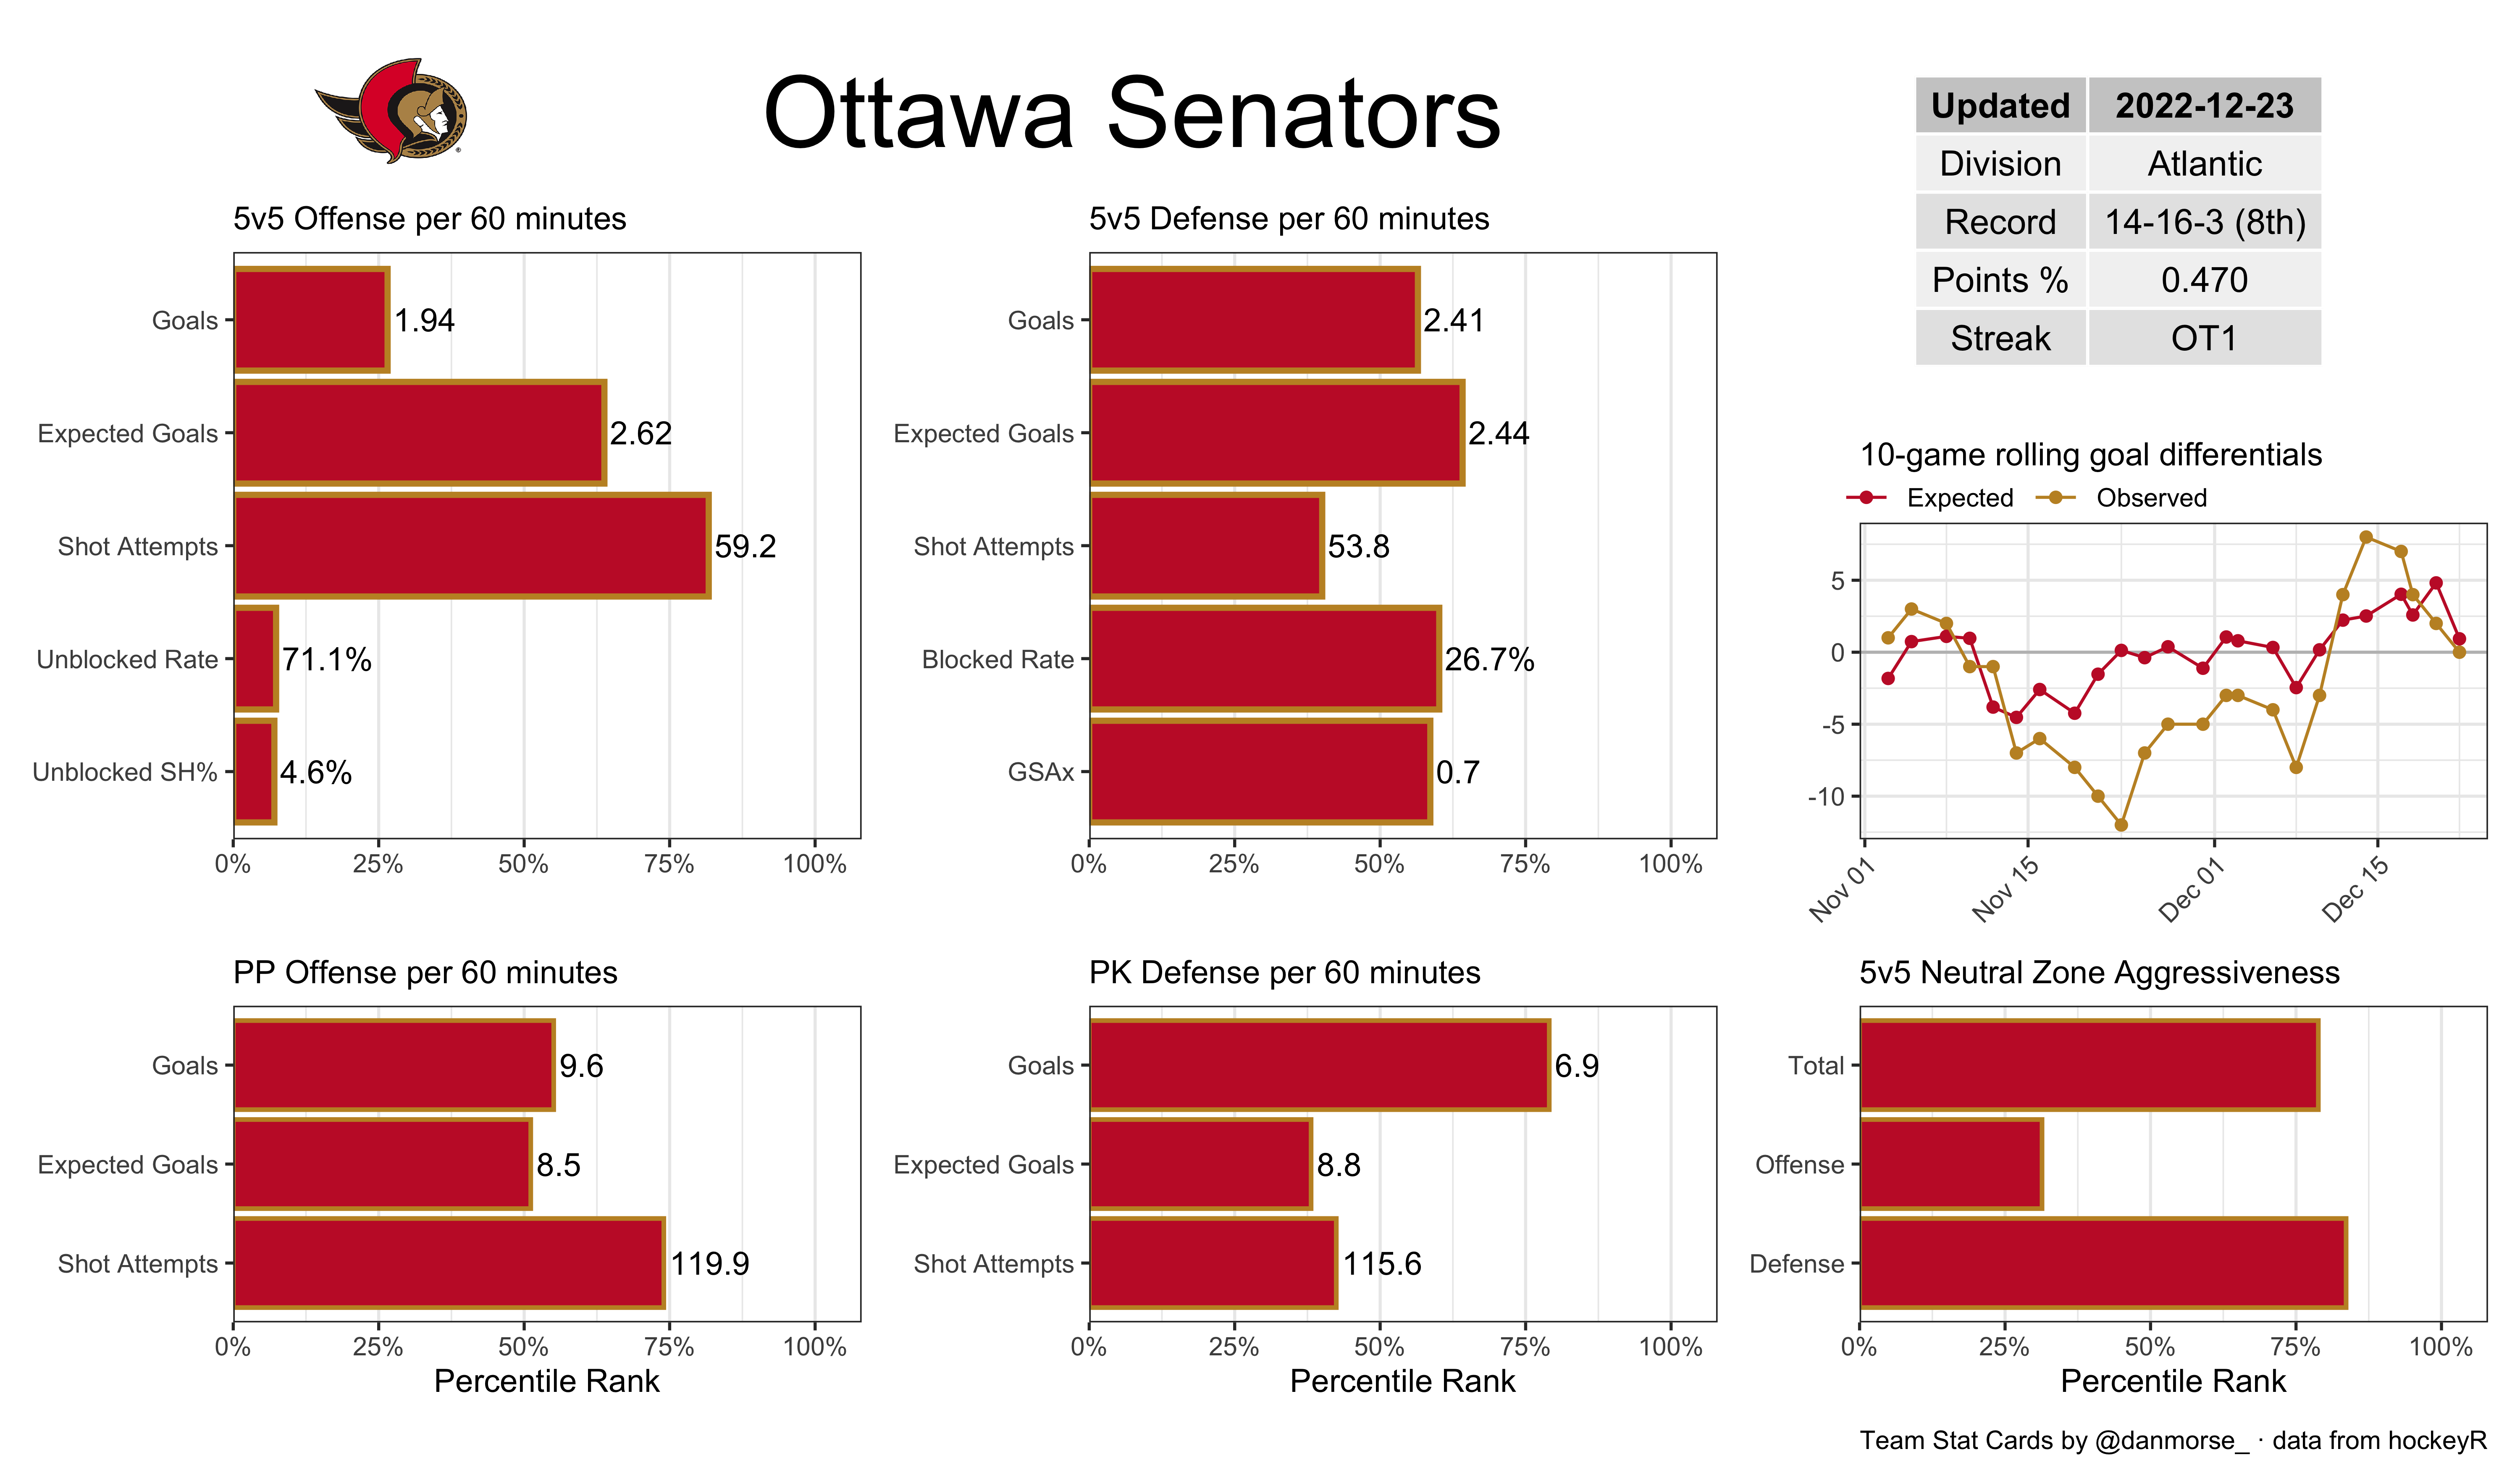 Ottawa Senators
Updated 2022-12-23
Division Atlantic
Record 14-16-3 (8th)
Points % 0.470
Streak OT1
5v5 Offense per 60 minutes
Goals 1.94
Expected Goals 2.62
Shot Attempts 59.2
Unblocked Rate 71.1%
Unblocked SH% 4.6%
0% 25% 50% 75% 100%
5v5 Defense per 60 minutes
Goals 2.41
Expected Goals 2.44
Shot Attempts 53.8
Blocked Rate 26.7%
GSAx 0.7
0% 25% 50% 75% 100%
10-game rolling goal differentials
Expected Observed
5
0
-5
-10
Nov 01 Nov 15 Dec 01 Dec 15
PP Offense per 60 minutes
Goals 9.6
Expected Goals 8.5
Shot Attempts 119.9
0% 25% 50% 75% 100%
Percentile Rank
PK Defense per 60 minutes
Goals 6.9
Expected Goals 8.8
Shot Attempts 115.6
0% 25% 50% 75% 100%
Percentile Rank
5v5 Neutral Zone Aggressiveness
Total
Offense
Defense
0% 25% 50% 75% 100%
Percentile Rank
Team Stat Cards by @danmorse_ · data from hockeyR